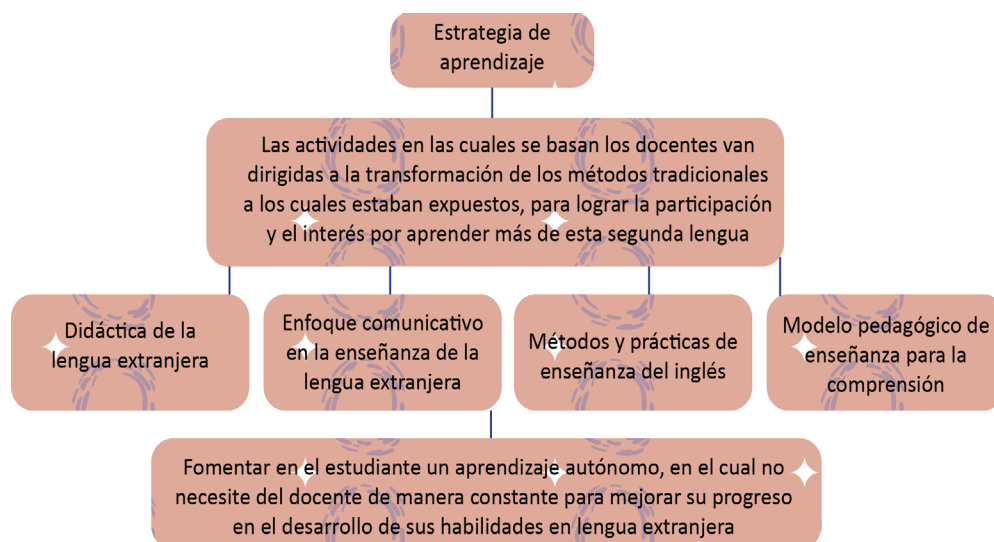 Estrategia de
aprendizaje
Las actividades en las cuales se basan los docentes van
dirigidas a la transformación de los métodos tradicionales
a los cuales estaban expuestos, para lograr la participación
y el interés por aprender más de esta segunda lengua
Didáctica de la
lengua extranjera
Enfoque comunicativo
en la enseñanza de la
lengua extranjera
Métodos y prácticas de
enseñanza del inglés
Modelo pedagógico de
enseñanza para la
comprensión
Fomentar en el estudiante un aprendizaje autónomo, en el cual no
necesite del docente de manera constante para mejorar su progreso
en el desarrollo de sus habilidades en lengua extranjera